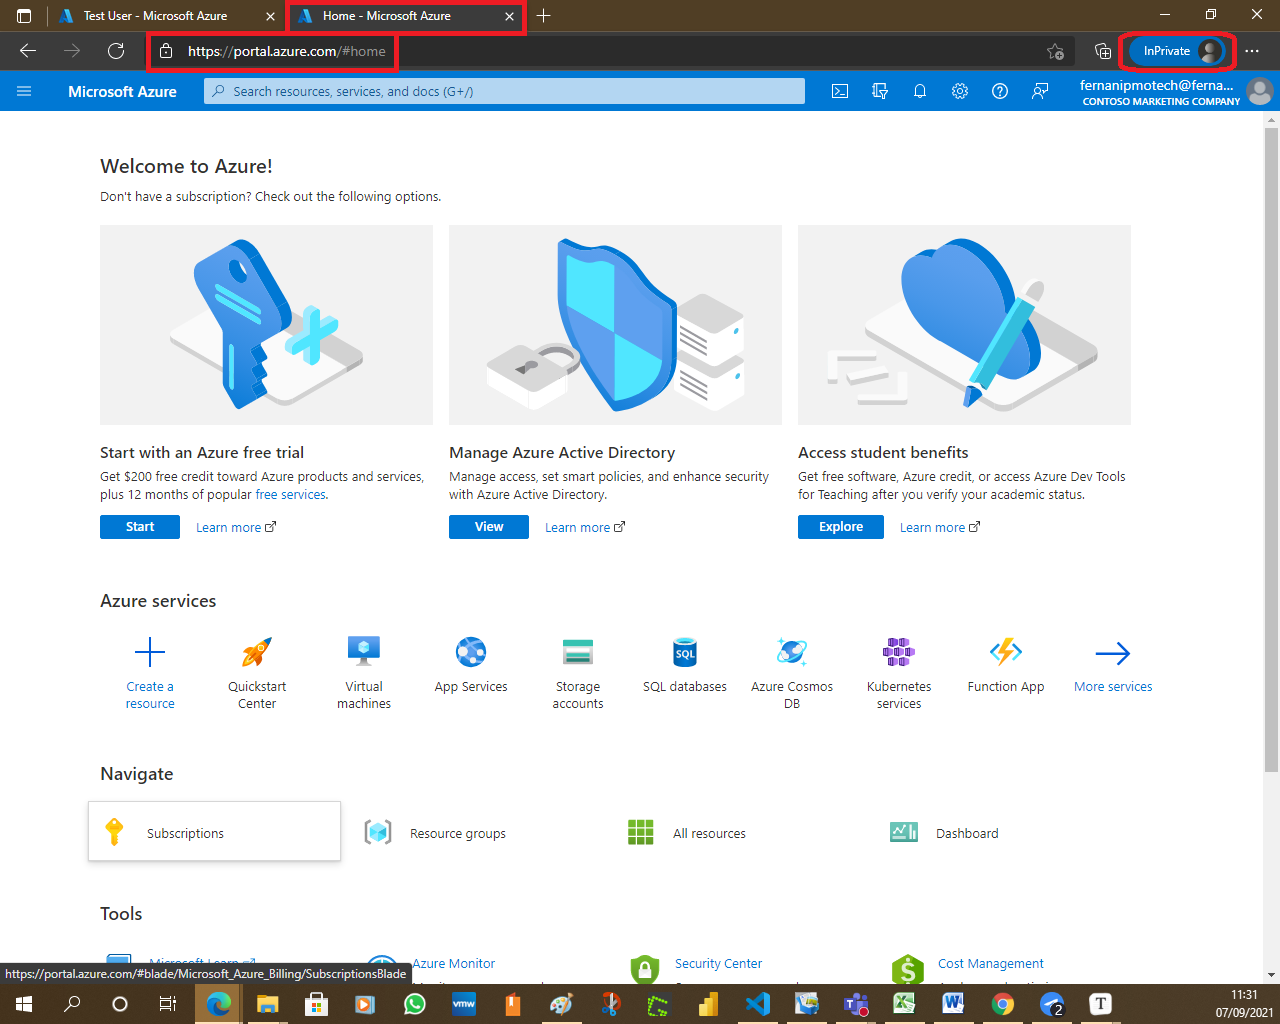 Test User - Microsoft Azure
Home - Microsoft Azure
https://portal.azure.com/#home
InPrivate
Microsoft Azure
Search resources, services, and docs (G+/)
fernanipmotech@ferna...
CONTOSO MARKETING COMPANY
Welcome to Azure!
Don't have a subscription? Check out the following options.
Start with an Azure free trial
Get $200 free credit toward Azure products and services,
plus 12 months of popular free services.
Start
Learn more
Manage Azure Active Directory
Manage access, set smart policies, and enhance security
with Azure Active Directory.
View
Learn more
Access student benefits
Get free software, Azure credit, or access Azure Dev Tools
for Teaching after you verify your academic status.
Explore
Learn more
Azure services
Create a
resource
Quickstart
Center
Virtual
machines
App Services
Storage
accounts
SQL
SQL databases
Azure Cosmos
DB
Kubernetes
services
Function App
More services
Navigate
Subscriptions
Resource groups
All resources
Dashboard
Tools
Microsoft Learn
Azure Monitor
Security Center
Cost Management
https://portal.azure.com/#blade/Microsoft_Azure_Billing/SubscriptionsBlade
vmw
2
T
11:31
07/09/2021